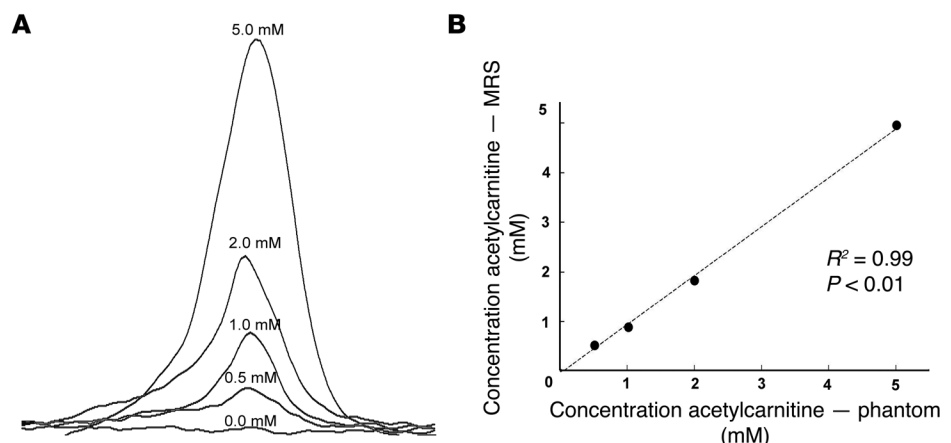 A
5.0 mM
2.0 mM
1.0 mM
0.5 mM
0.0 mM
B
Concentration acetylcarnitine — MRS
(mM)
5
4
3
2
1
0
1
2
3
4
5
R² = 0.99
P < 0.01
Concentration acetylcarnitine — phantom
(mM)